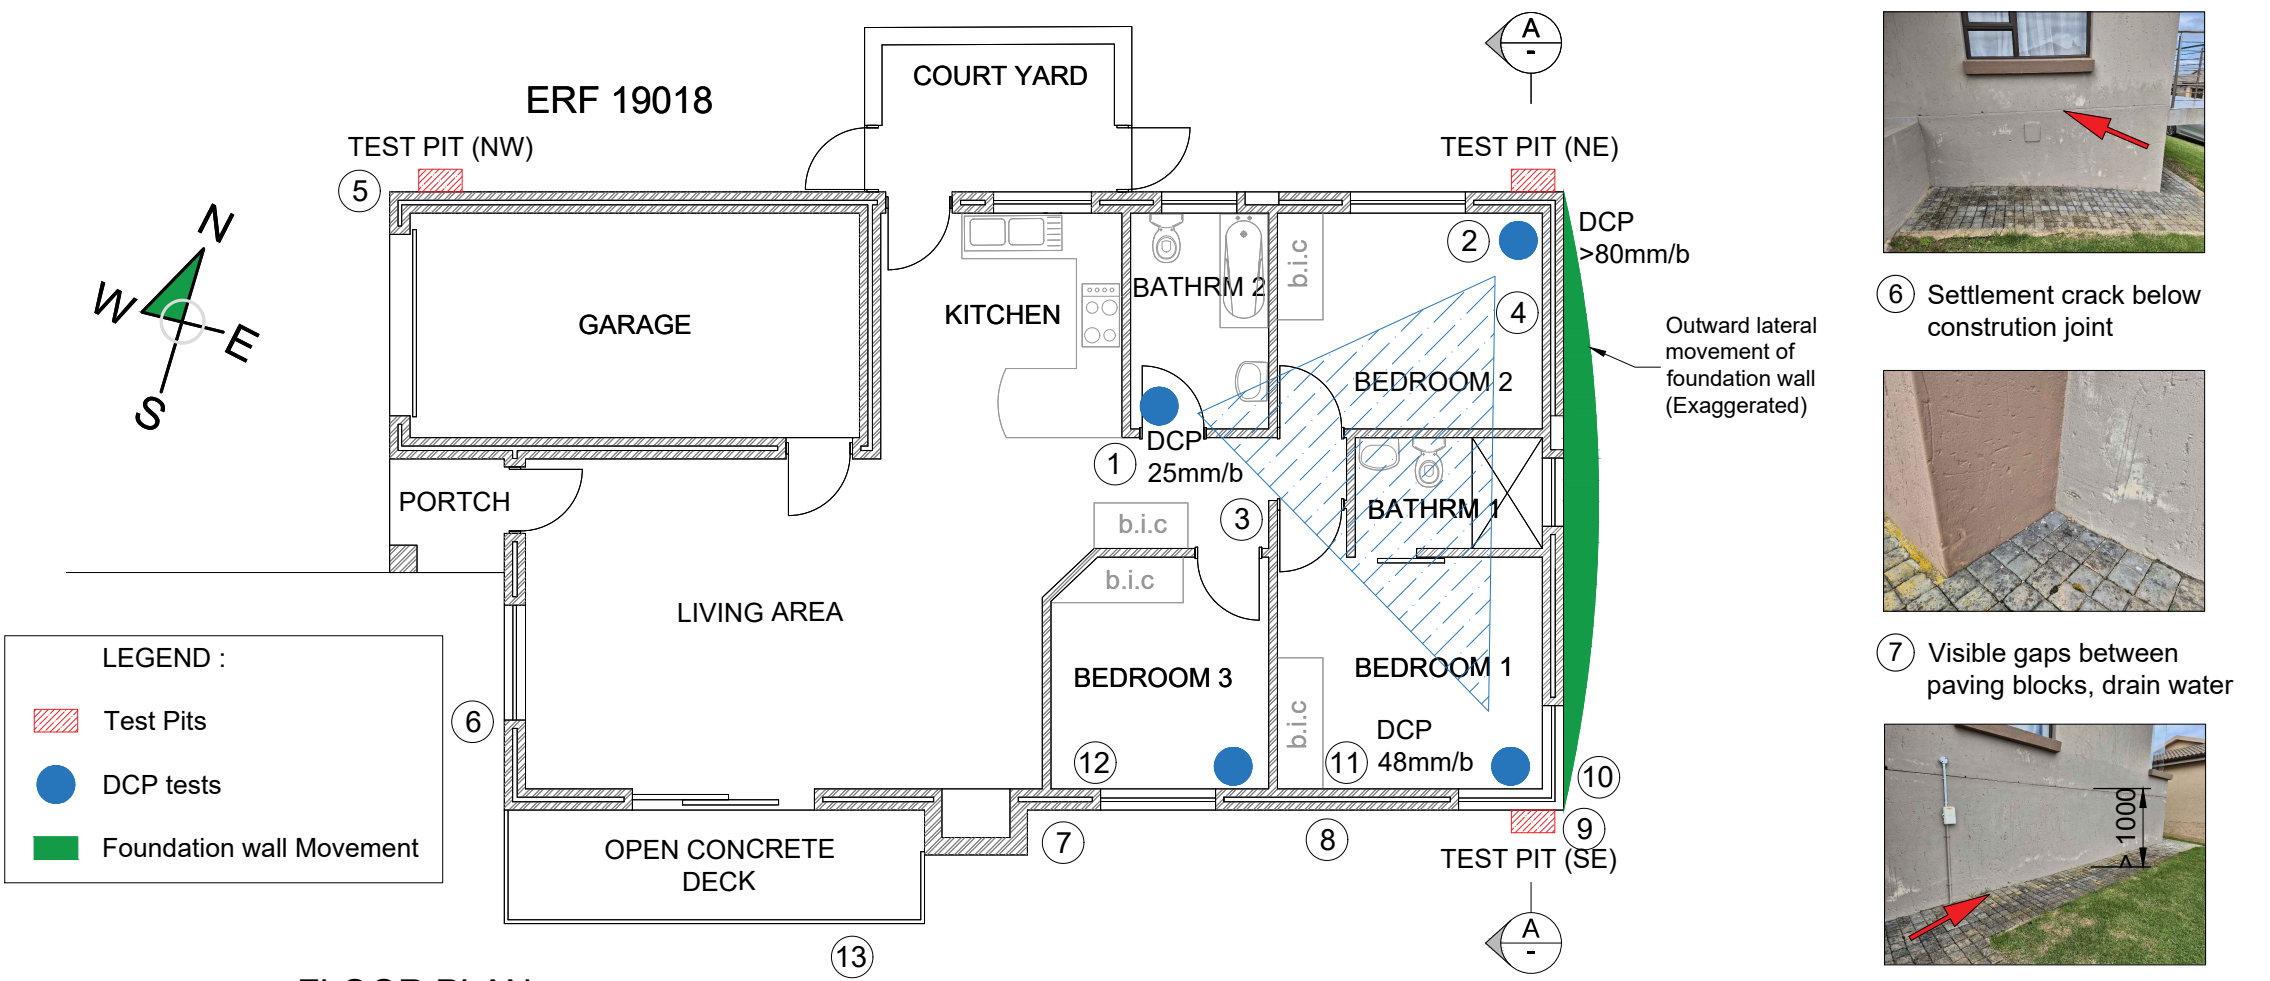 COURT YARD
A
-
ERF 19018
TEST PIT (NW)
TEST PIT (NE)
5
N
W
E
S
2
DCP
>80mm/b
b.i.c
BATHRM 2
KITCHEN
GARAGE
4
Outward lateral
movement of
foundation wall
(Exaggerated)
BEDROOM 2
DCP
25mm/b
1
PORTCH
BATHRM 1
3
b.i.c
b.i.c
LIVING AREA
BEDROOM 3
BEDROOM 1
b.i.c
DCP
48mm/b
6
12
11
10
7
8
9
TEST PIT (SE)
OPEN CONCRETE
DECK
A
-
13
LEGEND :
Test Pits
DCP tests
Foundation wall Movement
6 Settlement crack below
constrution joint
7 Visible gaps between
paving blocks, drain water
> 1000
FLOOR PLAN